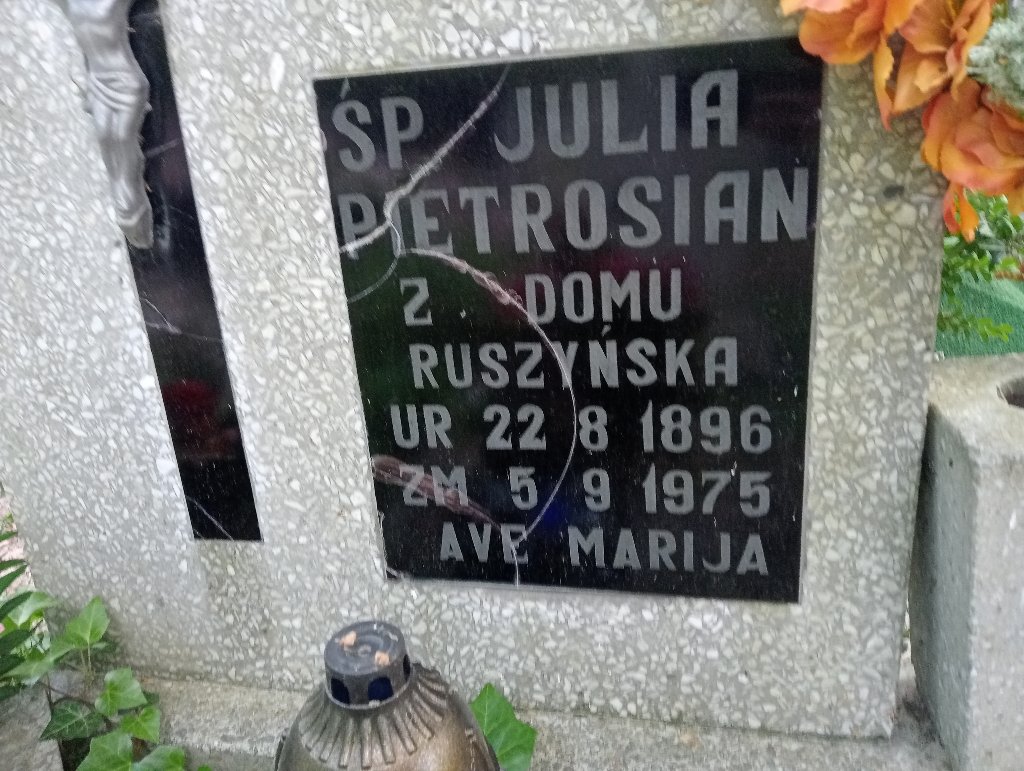 ŚP JULIA
PIETROSIAN
Z DOMU
RUSZYŃSKA
UR 22 8 1896
ZM 5 9 1975
AVE MARIJA